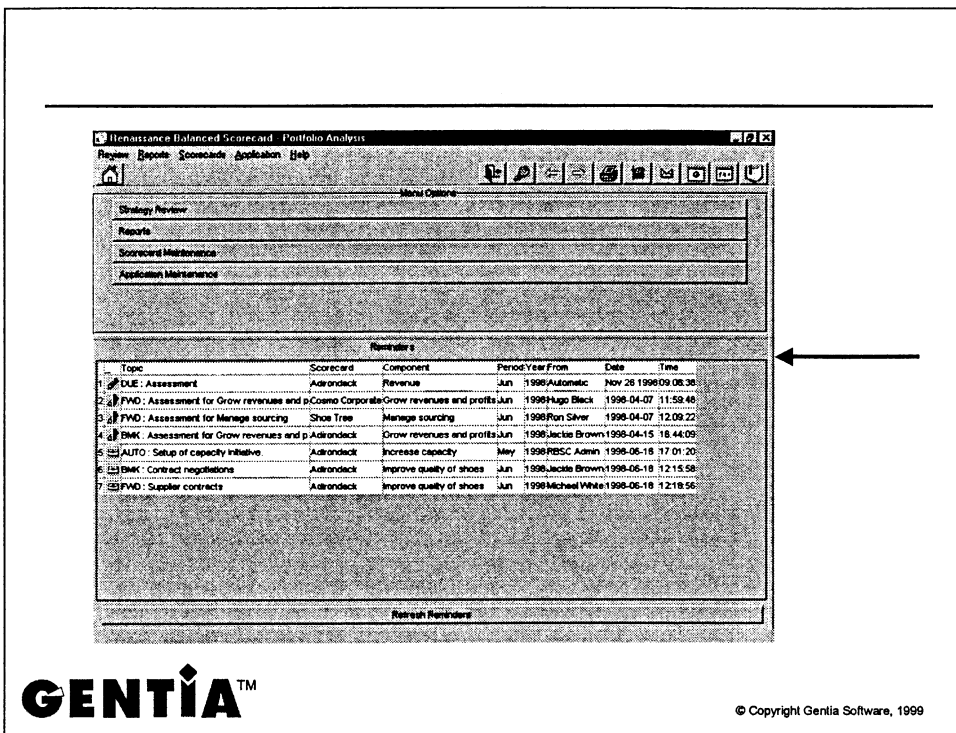 Renaissance Balanced Scorecard - Portfolio Analysis
Review Reports Scorecards Application Help
Menu Options
Strategy Review
Reports
Scorecard Maintenance
Application Maintenance
Reminders
Topic Scorecard Component Period Year From Date Time
1 DUE : Assessment Adirondack Revenue Jun 1998 Automatic Nov 26 1998 09:06:38
2 FWD : Assessment for Grow revenues and p Cosmo Corporate Grow revenues and profits Jun 1998 Hugo Black 1998-04-07 11:59:48
3 FWD : Assessment for Manage sourcing Shoe Tree Manage sourcing Jun 1998 Ron Silver 1998-04-07 12:09:22
4 BMK : Assessment for Grow revenues and p Adirondack Grow revenues and profits Jun 1998 Jackie Brown 1998-04-15 18:44:09
5 AUTO : Setup of capacity initiative. Adirondack Increase capacity May 1998 RBSC Admin 1998-06-18 17:01:20
6 BMK : Contract negotiations Adirondack Improve quality of shoes Jun 1998 Jackie Brown 1998-06-18 12:15:58
7 FWD : Supplier contracts Adirondack Improve quality of shoes Jun 1998 Micheal White 1998-06-18 12:18:56
Refresh Reminders
GENTIA™
© Copyright Gentia Software, 1999